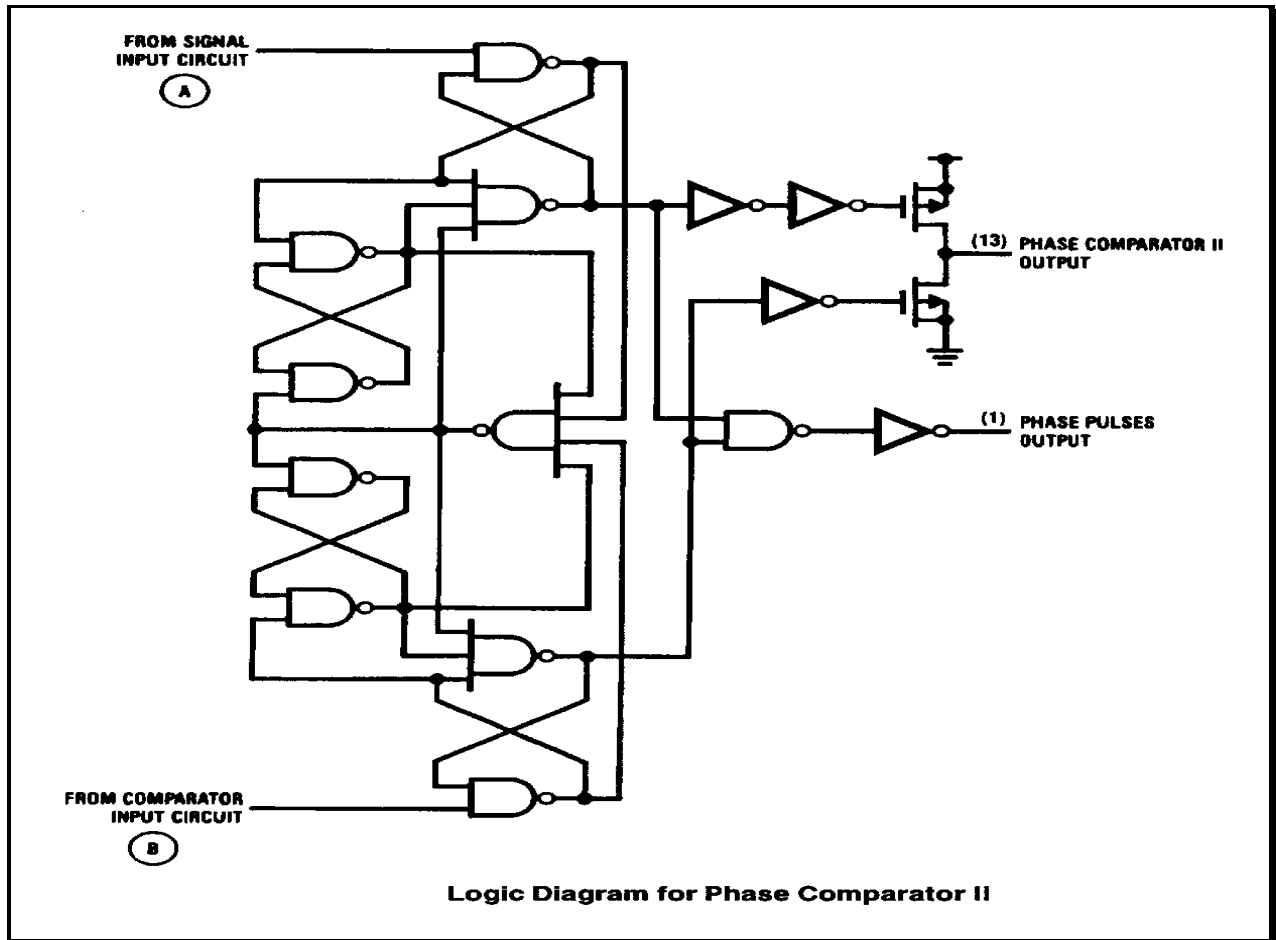 FROM SIGNAL
INPUT CIRCUIT
A
(13) PHASE COMPARATOR II
OUTPUT
(1) PHASE PULSES
OUTPUT
FROM COMPARATOR
INPUT CIRCUIT
B
Logic Diagram for Phase Comparator II